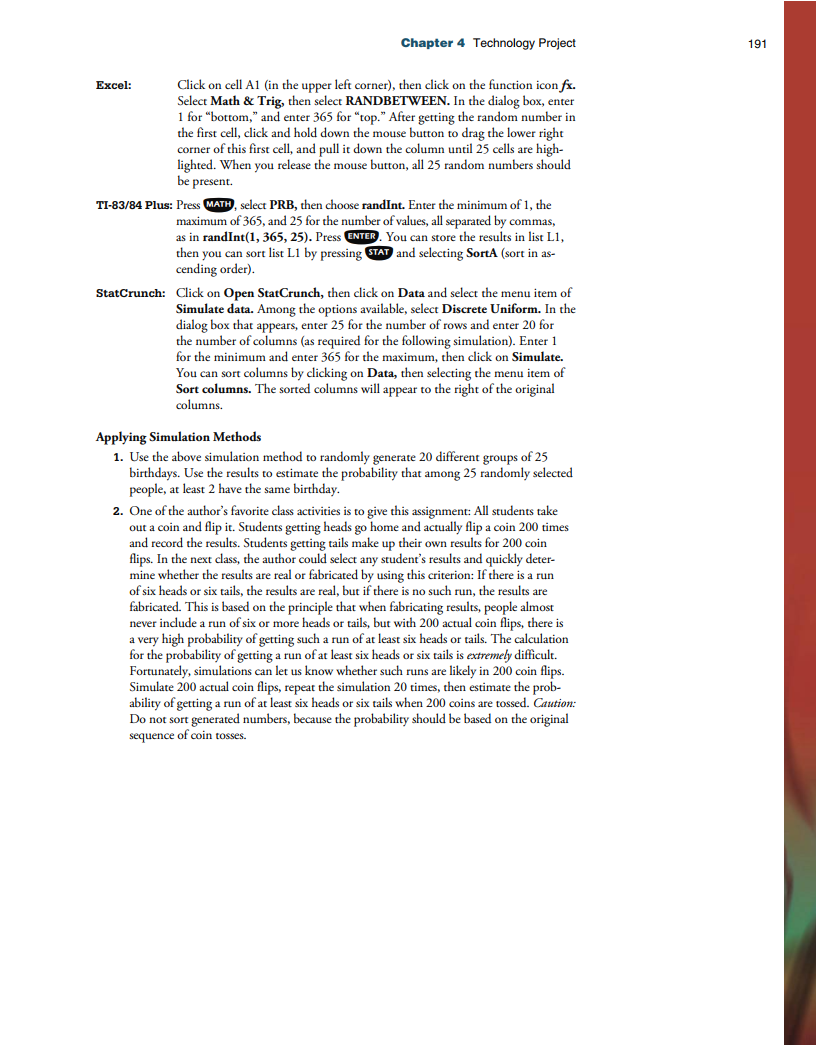 Chapter 4 Technology Project 191
Excel: Click on cell A1 (in the upper left corner), then click on the function icon fx.
Select Math & Trig, then select RANDBETWEEN. In the dialog box, enter
1 for “bottom,” and enter 365 for “top.” After getting the random number in
the first cell, click and hold down the mouse button to drag the lower right
corner of this first cell, and pull it down the column until 25 cells are high-
lighted. When you release the mouse button, all 25 random numbers should
be present.
TI-83/84 Plus: Press MATH, select PRB, then choose randInt. Enter the minimum of 1, the
maximum of 365, and 25 for the number of values, all separated by commas,
as in randInt(1, 365, 25). Press ENTER. You can store the results in list L1,
then you can sort list L1 by pressing STAT and selecting SortA (sort in as-
cending order).
StatCrunch: Click on Open StatCrunch, then click on Data and select the menu item of
Simulate data. Among the options available, select Discrete Uniform. In the
dialog box that appears, enter 25 for the number of rows and enter 20 for
the number of columns (as required for the following simulation). Enter 1
for the minimum and enter 365 for the maximum, then click on Simulate.
You can sort columns by clicking on Data, then selecting the menu item of
Sort columns. The sorted columns will appear to the right of the original
columns.
Applying Simulation Methods
1. Use the above simulation method to randomly generate 20 different groups of 25
birthdays. Use the results to estimate the probability that among 25 randomly selected
people, at least 2 have the same birthday.
2. One of the author’s favorite class activities is to give this assignment: All students take
out a coin and flip it. Students getting heads go home and actually flip a coin 200 times
and record the results. Students getting tails make up their own results for 200 coin
flips. In the next class, the author could select any student’s results and quickly deter-
mine whether the results are real or fabricated by using this criterion: If there is a run
of six heads or six tails, the results are real, but if there is no such run, the results are
fabricated. This is based on the principle that when fabricating results, people almost
never include a run of six or more heads or tails, but with 200 actual coin flips, there is
a very high probability of getting such a run of at least six heads or tails. The calculation
for the probability of getting a run of at least six heads or six tails is extremely difficult.
Fortunately, simulations can let us know whether such runs are likely in 200 coin flips.
Simulate 200 actual coin flips, repeat the simulation 20 times, then estimate the prob-
ability of getting a run of at least six heads or six tails when 200 coins are tossed. Caution:
Do not sort generated numbers, because the probability should be based on the original
sequence of coin tosses.